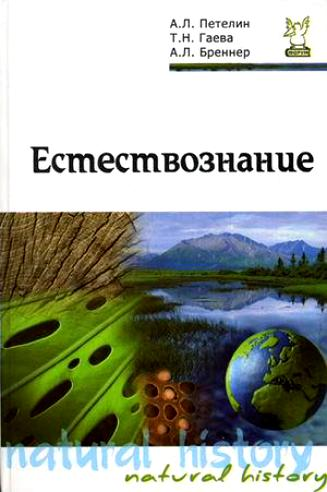 А.Л. Петелин
Т.Н. Гаева
А.Л. Бреннер
Естествознание
natural history
natural history